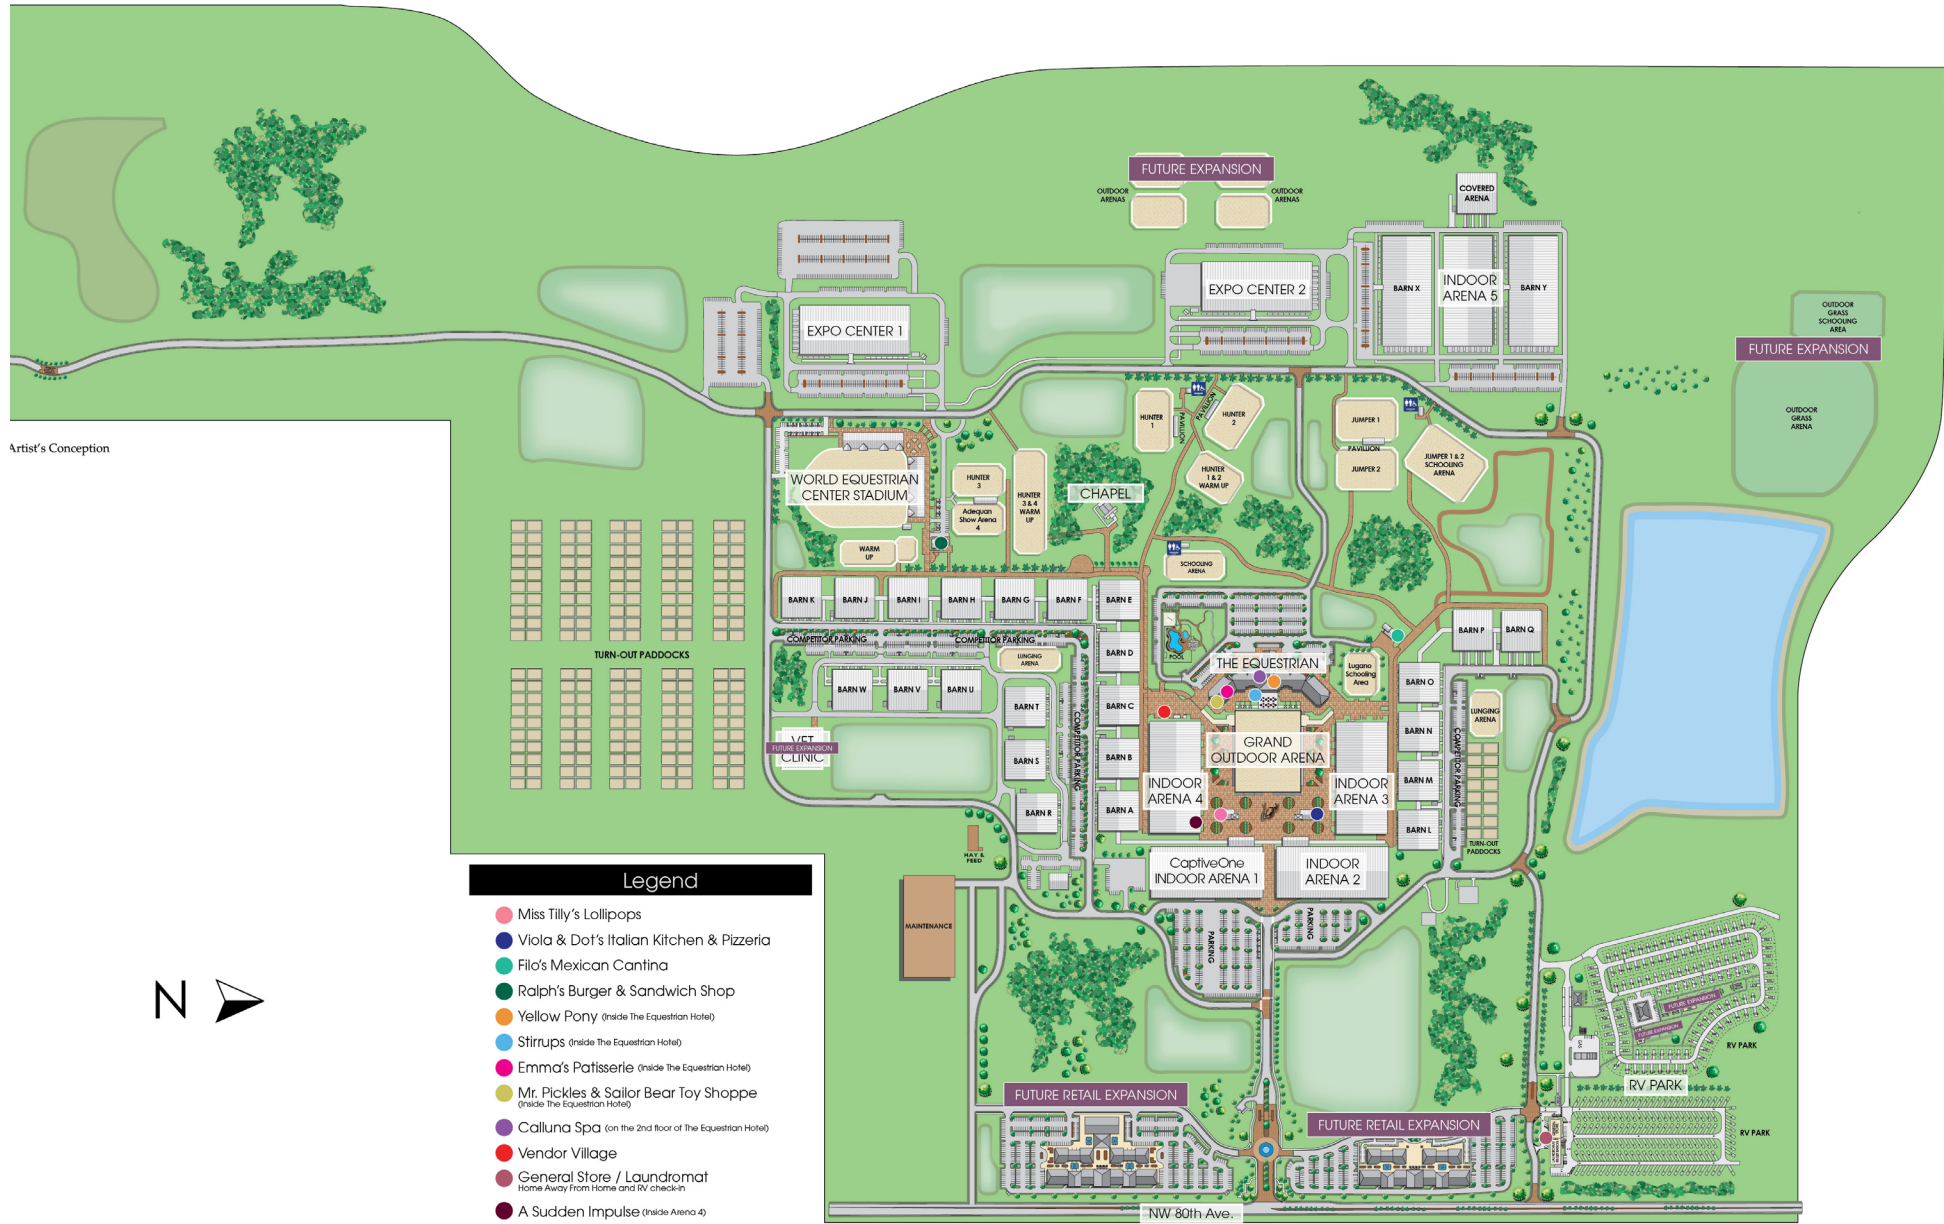 FUTURE EXPANSION
OUTDOOR
ARENAS
OUTDOOR
ARENAS
COVERED
ARENA
EXPO CENTER 2
BARN X
INDOOR
ARENA 5
BARN Y
EXPO CENTER 1
OUTDOOR
GRASS
SCHOOLING
AREA
FUTURE EXPANSION
OUTDOOR
GRASS
ARENA
Artist's Conception
HUNTER
1
PAVILLION
PAVILLION
HUNTER
2
JUMPER 1
PAVILLION
JUMPER 2
JUMPER 1 & 2
SCHOOLING
ARENA
HUNTER
1 & 2
WARM UP
WORLD EQUESTRIAN
CENTER STADIUM
HUNTER
3
Adequan
Show Arena
4
HUNTER
3 & 4
WARM
UP
CHAPEL
WARM
UP
SCHOOLING
ARENA
BARN K
BARN J
BARN I
BARN H
BARN G
BARN F
BARN E
COMPETITOR PARKING
COMPETITOR PARKING
TURN-OUT PADDOCKS
LUNGING
ARENA
BARN D
POOL
THE EQUESTRIAN
Lugano
Schooling
Area
BARN P
BARN Q
BARN O
BARN W
BARN V
BARN U
BARN T
BARN C
COMPETITOR PARKING
LUNGING
ARENA
BARN N
COMPETITOR PARKING
VET
FUTURE EXPANSION
CLINIC
BARN S
BARN B
GRAND
OUTDOOR ARENA
INDOOR
ARENA 4
INDOOR
ARENA 3
BARN M
BARN R
BARN A
BARN L
TURN-OUT
PADDOCKS
HAY &
FEED
CaptiveOne
INDOOR ARENA 1
INDOOR
ARENA 2
MAINTENANCE
PARKING
PARKING
Legend
Miss Tilly's Lollipops
Viola & Dot's Italian Kitchen & Pizzeria
Filo's Mexican Cantina
Ralph's Burger & Sandwich Shop
Yellow Pony (Inside The Equestrian Hotel)
Stirrups (Inside The Equestrian Hotel)
Emma's Patisserie (Inside The Equestrian Hotel)
Mr. Pickles & Sailor Bear Toy Shoppe
(Inside The Equestrian Hotel)
Calluna Spa (on the 2nd floor of The Equestrian Hotel)
Vendor Village
General Store / Laundromat
Home Away From Home and RV check-in
A Sudden Impulse (Inside Arena 4)
N
FUTURE EXPANSION
FUTURE EXPANSION
GAS
RV PARK
RV PARK
RV PARK
FUTURE RETAIL EXPANSION
FUTURE RETAIL EXPANSION
NW 80th Ave.